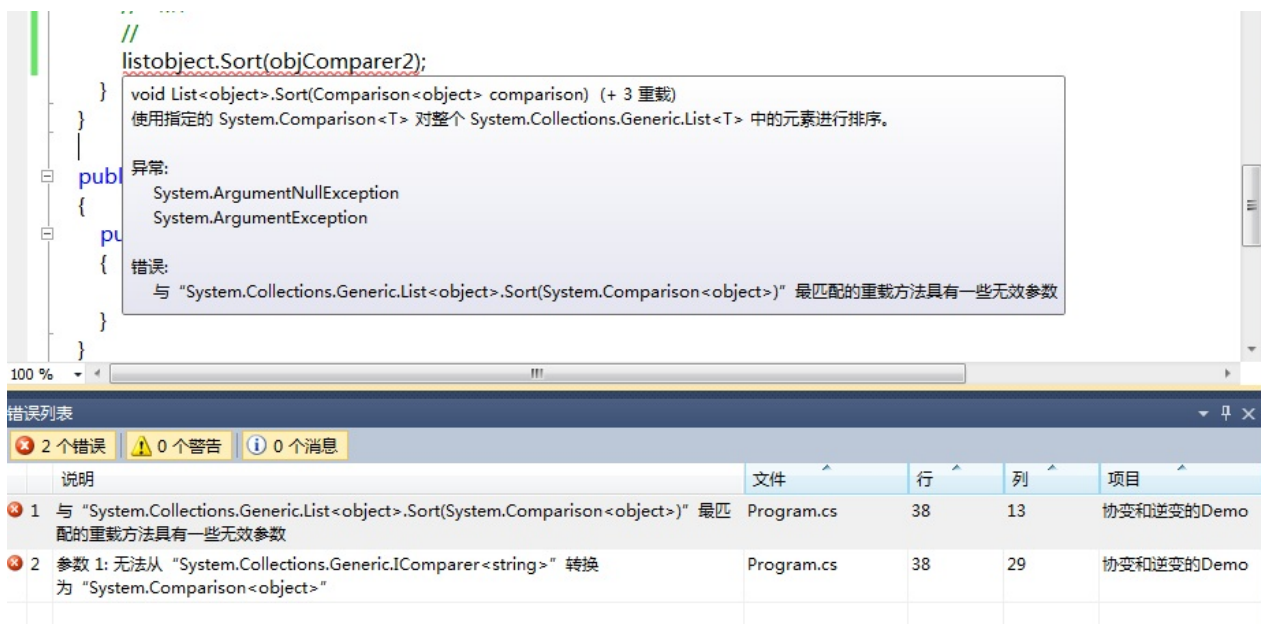 //
listobject.Sort(objComparer2);
}
void List<object>.Sort(Comparison<object> comparison) (+ 3 重载)
}
使用指定的 System.Comparison<T> 对整个 System.Collections.Generic.List<T> 中的元素进行排序。
publ
异常:
System.ArgumentNullException
{
System.ArgumentException
pu
{
错误:
与 “System.Collections.Generic.List<object>.Sort(System.Comparison<object>)” 最匹配的重载方法具有一些无效参数
}
}
100 %
错误列表
2 个错误 0 个警告 0 个消息
说明 文件 行 列 项目
1 与 “System.Collections.Generic.List<object>.Sort(System.Comparison<object>)” 最匹 Program.cs 38 13 协变和逆变的Demo
配的重载方法具有一些无效参数
2 参数 1: 无法从 “System.Collections.Generic.IComparer<string>” 转换 Program.cs 38 29 协变和逆变的Demo
为 “System.Comparison<object>”